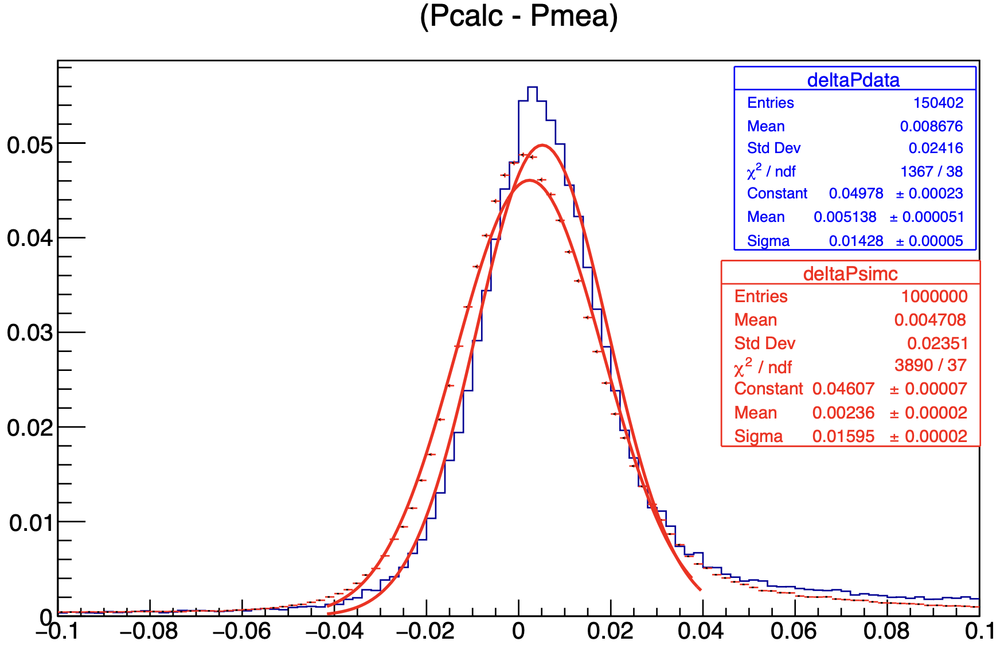 (Pcalc - Pmea)
deltaPdata
Entries 150402
Mean 0.008676
Std Dev 0.02416
χ² / ndf 1367 / 38
Constant 0.04978 ± 0.00023
Mean 0.005138 ± 0.000051
Sigma 0.01428 ± 0.00005
deltaPsimc
Entries 1000000
Mean 0.004708
Std Dev 0.02351
χ² / ndf 3890 / 37
Constant 0.04607 ± 0.00007
Mean 0.00236 ± 0.00002
Sigma 0.01595 ± 0.00002
0.05
0.04
0.03
0.02
0.01
0
−0.1 −0.08 −0.06 −0.04 −0.02 0 0.02 0.04 0.06 0.08 0.1